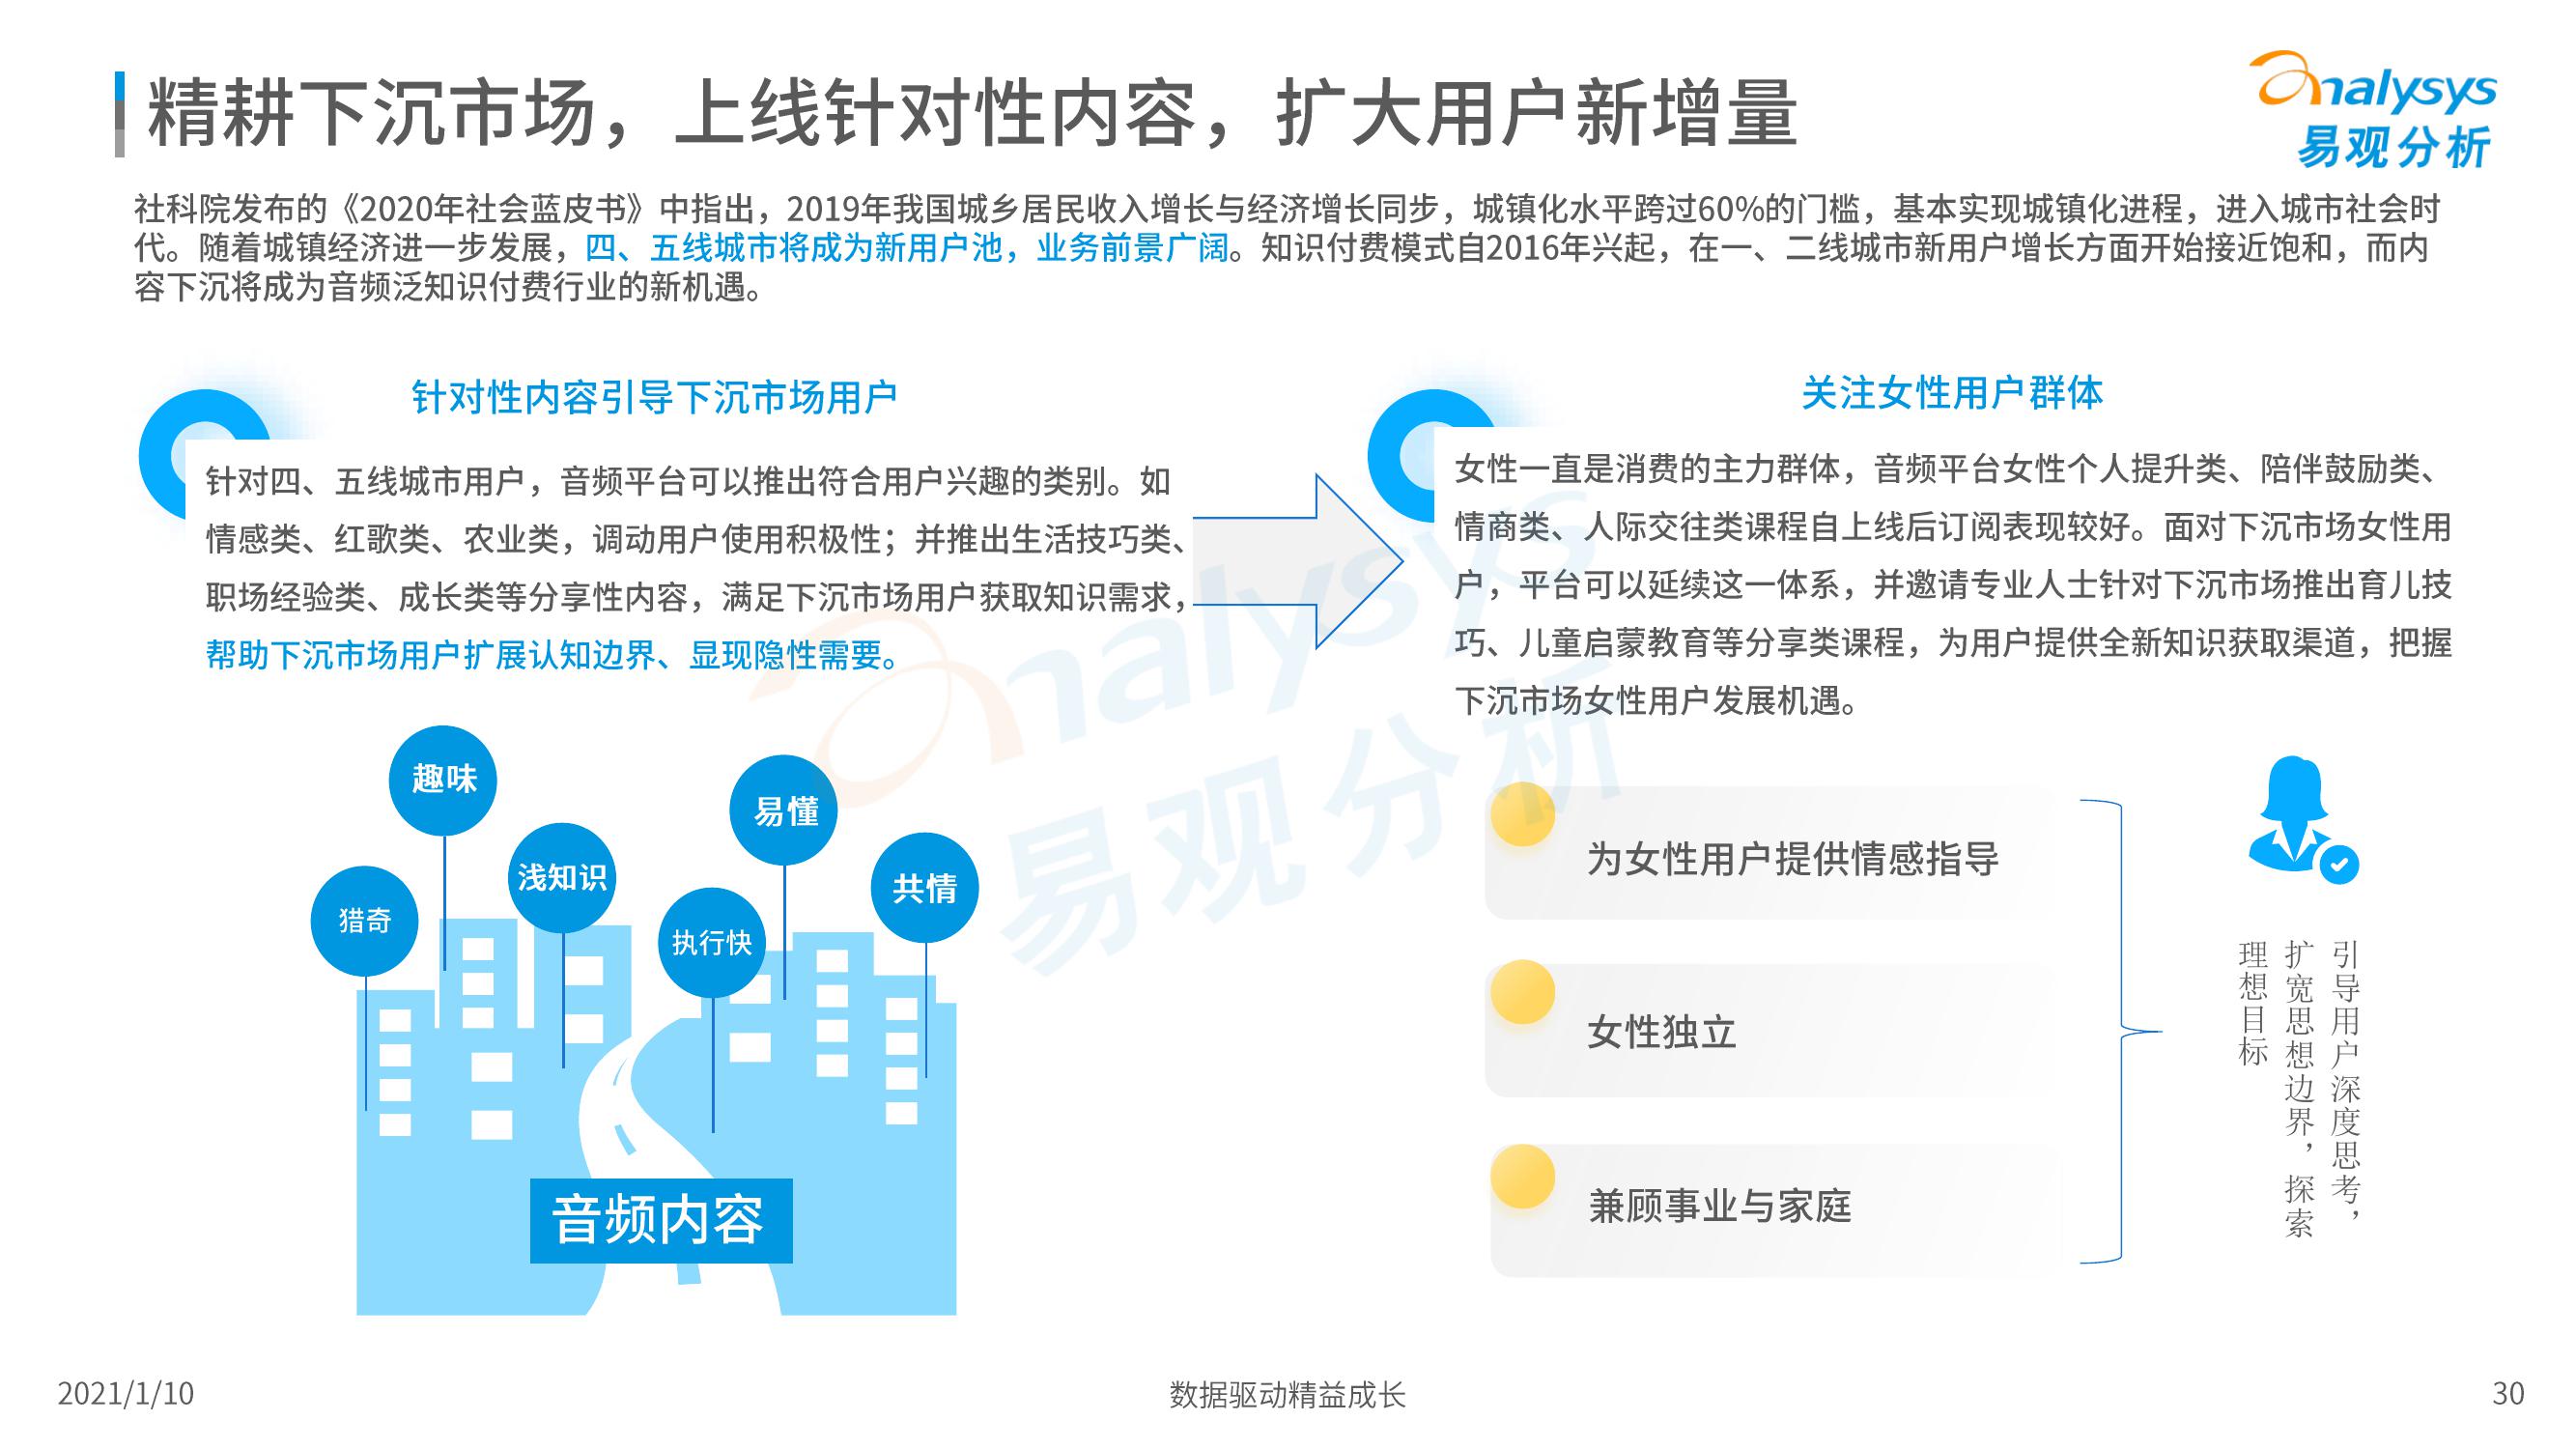 精耕下沉市场，上线针对性内容，扩大用户新增量
analysys
易观分析
社科院发布的《2020年社会蓝皮书》中指出，2019年我国城乡居民收入增长与经济增长同步，城镇化水平跨过60%的门槛，基本实现城镇化进程，进入城市社会时
代。随着城镇经济进一步发展，四、五线城市将成为新用户池，业务前景广阔。知识付费模式自2016年兴起，在一、二线城市新用户增长方面开始接近饱和，而内
容下沉将成为音频泛知识付费行业的新机遇。
针对性内容引导下沉市场用户
针对四、五线城市用户，音频平台可以推出符合用户兴趣的类别。如
情感类、红歌类、农业类，调动用户使用积极性；并推出生活技巧类、
职场经验类、成长类等分享性内容，满足下沉市场用户获取知识需求，
帮助下沉市场用户扩展认知边界、显现隐性需要。
趣味
易懂
浅知识
共情
猎奇
执行快
音频内容
关注女性用户群体
女性一直是消费的主力群体，音频平台女性个人提升类、陪伴鼓励类、
情商类、人际交往类课程自上线后订阅表现较好。面对下沉市场女性用
户，平台可以延续这一体系，并邀请专业人士针对下沉市场推出育儿技
巧、儿童启蒙教育等分享类课程，为用户提供全新知识获取渠道，把握
下沉市场女性用户发展机遇。
为女性用户提供情感指导
女性独立
兼顾事业与家庭
引导用户深度思考，
扩宽思想边界，探索
理想目标
analysys
易观分析
2021/1/10
数据驱动精益成长
30